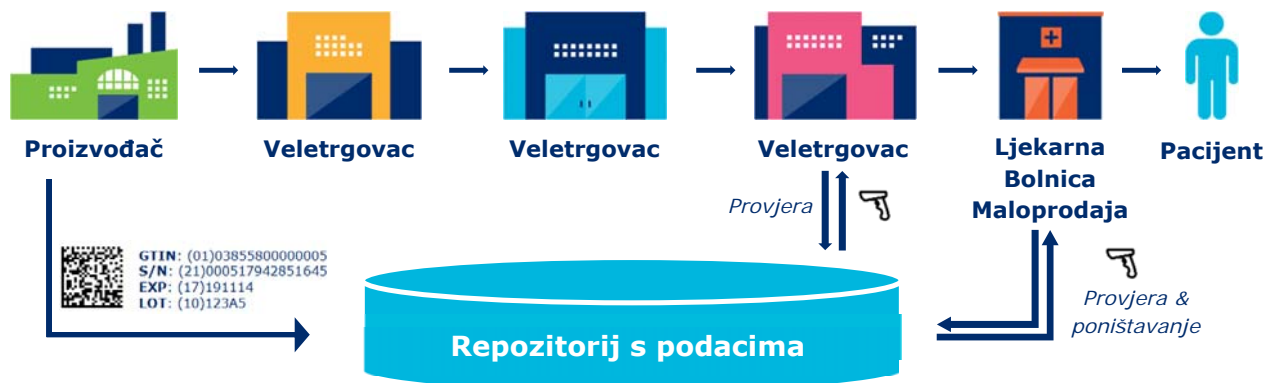 Proizvođač
Veletrgovac
Veletrgovac
Veletrgovac
Ljekarna
Bolnica
Maloprodaja
Pacijent
Provjera
GTIN: (01)03855800000005
S/N: (21)000517942851645
EXP: (17)191114
LOT: (10)123A5
Provjera &
poništavanje
Repozitorij s podacima